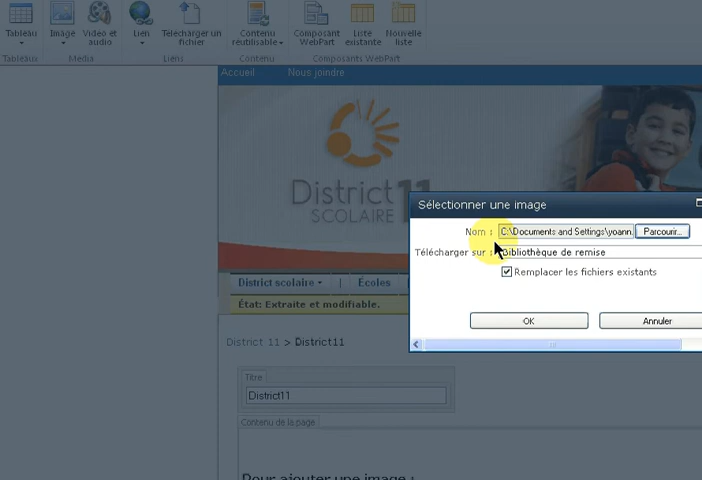 Tableau
Image
Vidéo et audio
Lien
Télécharger un fichier
Contenu réutilisable
Composant WebPart
Liste existante
Nouvelle liste
Tableaux
Média
Liens
Contenu
Composants WebPart
Accueil
Nous joindre
District 11
SCOLAIRE
Sélectionner une image
Nom :
C:\Documents and Settings\yoann.
Parcourir...
Télécharger sur :
Bibliothèque de remise
Remplacer les fichiers existants
OK
Annuler
District scolaire
Écoles
État: Extraite et modifiable.
District 11 > District11
Titre
District11
Contenu de la page
Pour ajouter une image :